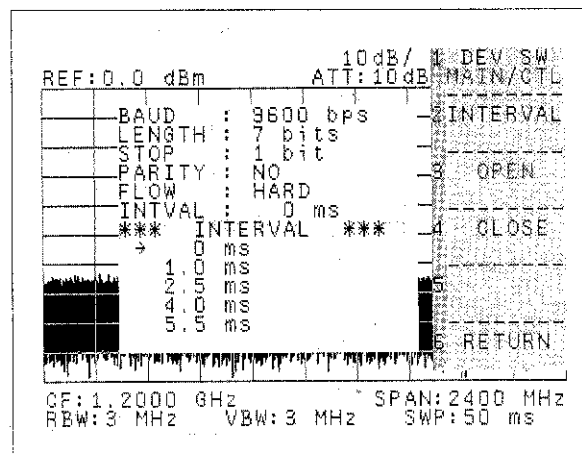 10dB/
REF:0.0 dBm ATT:10dB
BAUD : 9600 bps
LENGTH : 7 bits
STOP : 1 bit
PARITY : NO
FLOW : HARD
INTVAL : 0 ms
*** INTERVAL ***
→ 0 ms
1.0 ms
2.5 ms
4.0 ms
5.5 ms
1 DEV SW
MAIN/CTL
2 INTERVAL
3 OPEN
4 CLOSE
5
6 RETURN
CF:1.2000 GHz SPAN:2400 MHz
RBW:3 MHz VBW:3 MHz SWP:50 ms